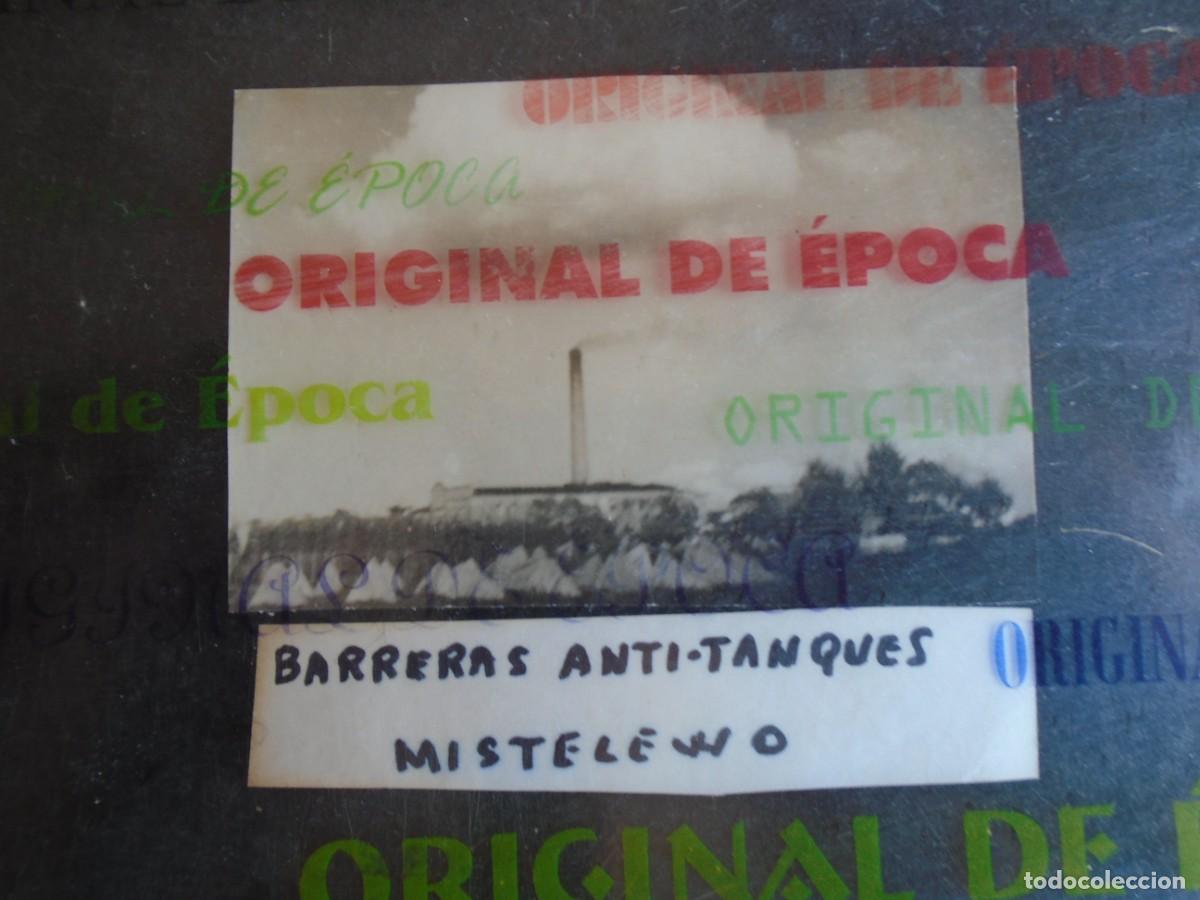 ORIGINAL DE ÉPOCA
DE ÉPOCA
ORIGINAL DE ÉPOCA
al de Época
ORIGINAL D
ORIGIN
BARRERAS ANTI-TANQUES
MISTELEWO
ORIGINAL DE É
todocoleccion